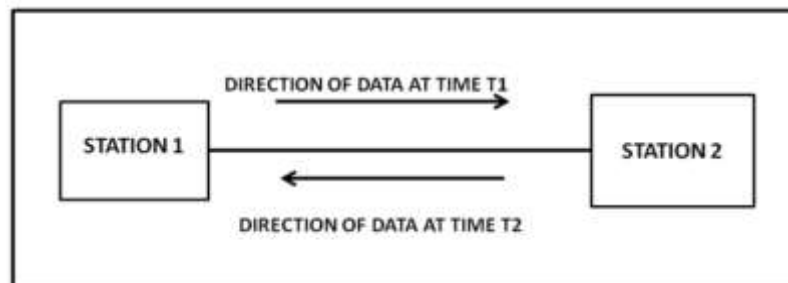 DIRECTION OF DATA AT TIME T1
STATION 1
STATION 2
DIRECTION OF DATA AT TIME T2